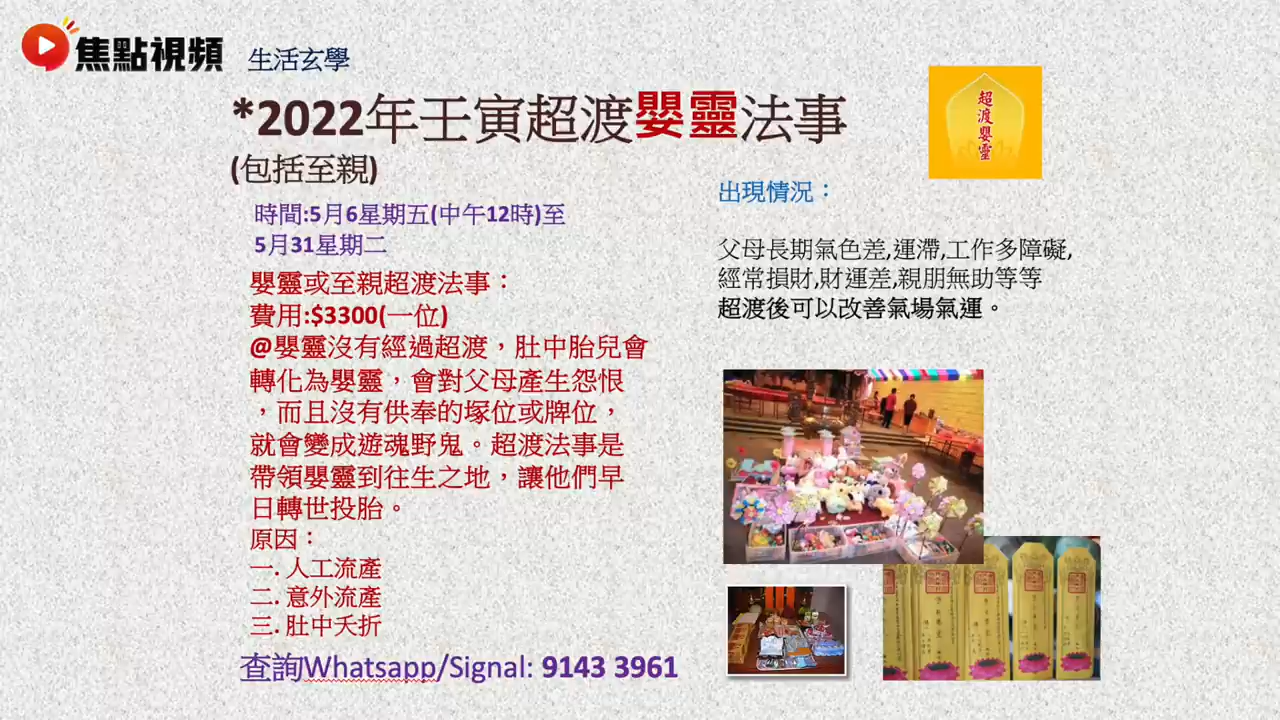 焦點視頻
生活玄學
*2022年壬寅超渡嬰靈法事
(包括至親)
時間:5月6星期五(中午12時)至
5月31星期二
嬰靈或至親超渡法事：
費用:$3300(一位)
@嬰靈沒有經過超渡，肚中胎兒會
轉化為嬰靈，會對父母產生怨恨
，而且沒有供奉的塚位或牌位，
就會變成遊魂野鬼。超渡法事是
帶領嬰靈到往生之地，讓他們早
日轉世投胎。
原因：
一. 人工流產
二. 意外流產
三. 肚中夭折
查詢Whatsapp/Signal: 9143 3961
超渡嬰靈
出現情況：
父母長期氣色差,運滯,工作多障礙,
經常損財,財運差,親朋無助等等
超渡後可以改善氣場氣運。